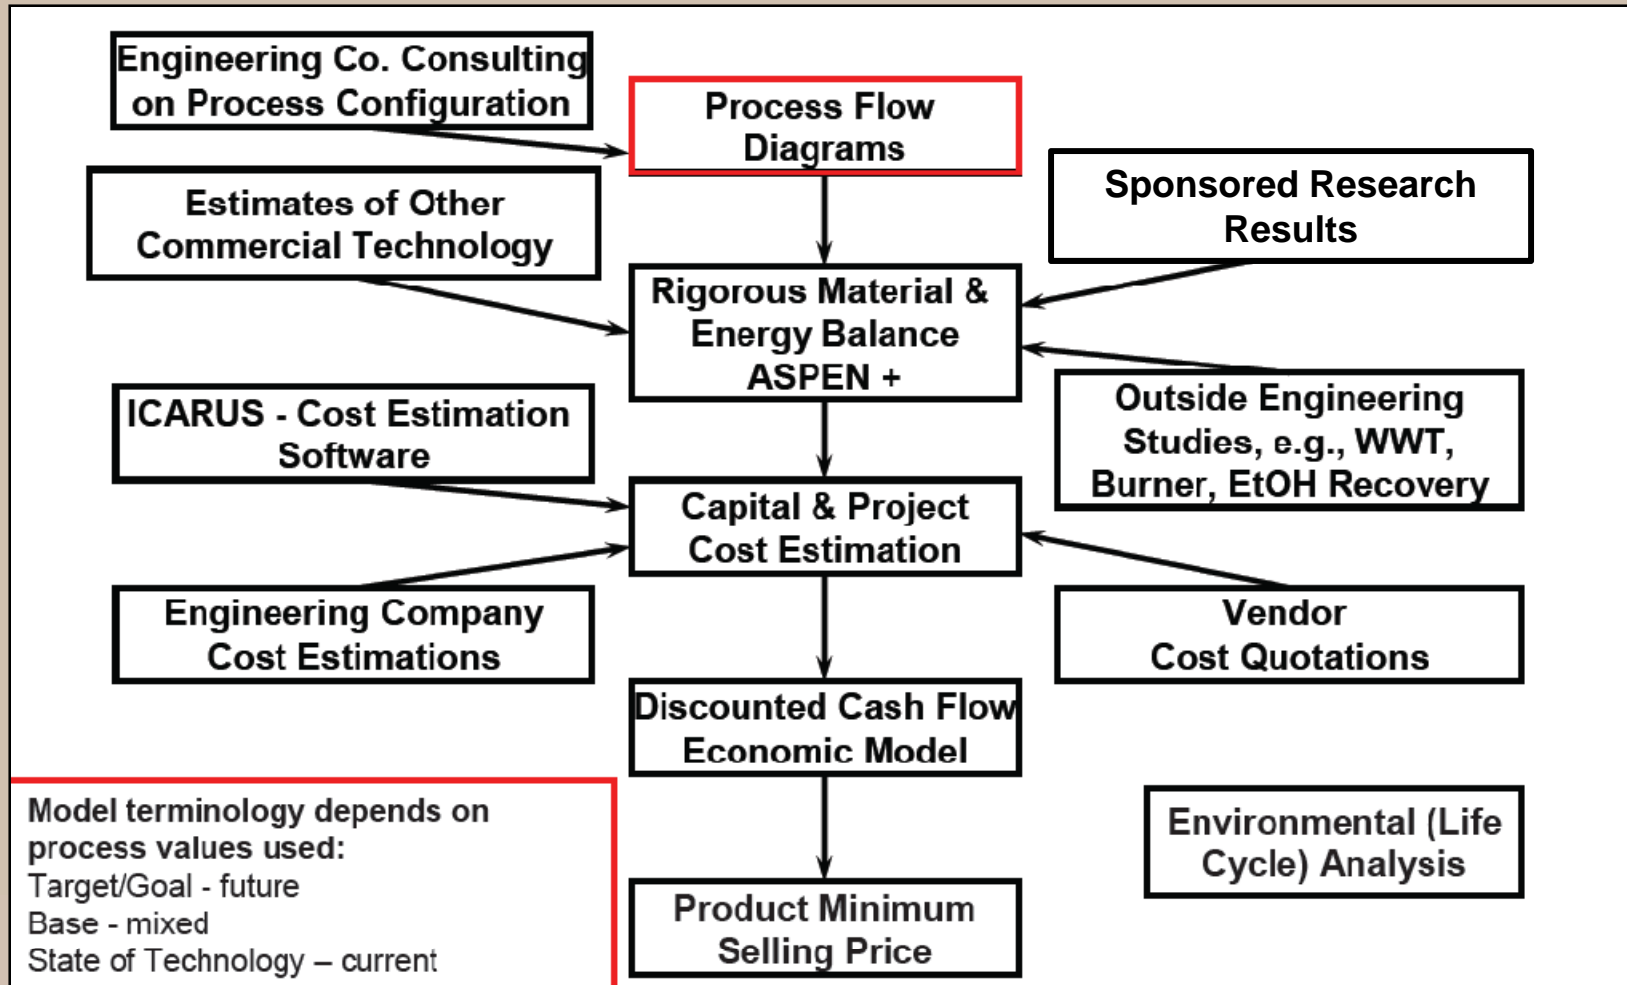 Engineering Co. Consulting
on Process Configuration
Process Flow
Diagrams
Estimates of Other
Commercial Technology
Sponsored Research
Results
Rigorous Material &
Energy Balance
ASPEN +
ICARUS - Cost Estimation
Software
Outside Engineering
Studies, e.g., WWT,
Burner, EtOH Recovery
Capital & Project
Cost Estimation
Engineering Company
Cost Estimations
Vendor
Cost Quotations
Discounted Cash Flow
Economic Model
Model terminology depends on
process values used:
Target/Goal - future
Base - mixed
State of Technology – current
Environmental (Life
Cycle) Analysis
Product Minimum
Selling Price